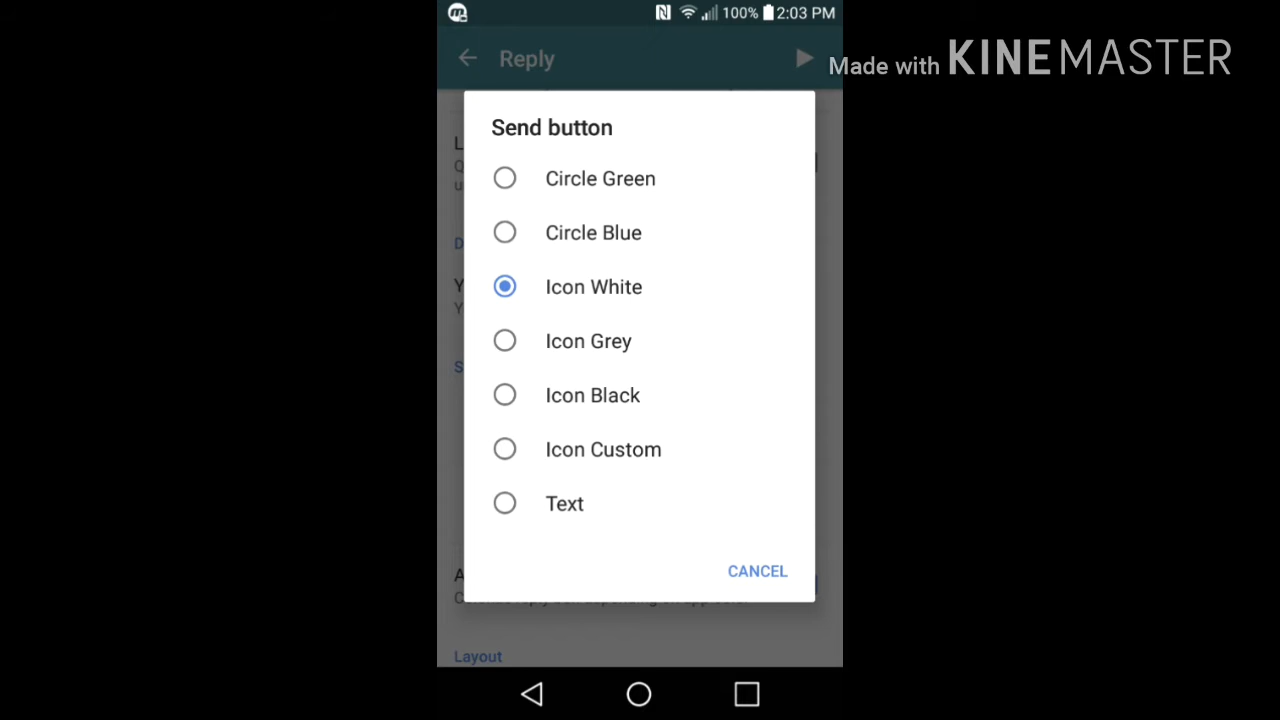 100% 2:03 PM
Reply
Made with KINEMASTER
Send button
Circle Green
Circle Blue
Icon White
Icon Grey
Icon Black
Icon Custom
Text
CANCEL
Layout